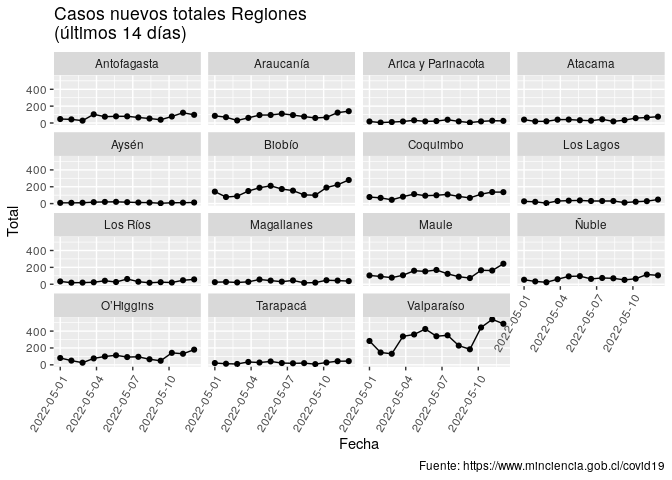 Casos nuevos totales Regiones
(últimos 14 días)
Antofagasta Araucanía Arica y Parinacota Atacama
400
200
0
Aysén Biobío Coquimbo Los Lagos
400
200
0
Los Ríos Magallanes Maule Ñuble
400
200
0
O'Higgins Tarapacá Valparaíso
400
200
0
2022-05-01 2022-05-04 2022-05-07 2022-05-10
2022-05-01 2022-05-04 2022-05-07 2022-05-10
2022-05-01 2022-05-04 2022-05-07 2022-05-10
2022-05-01 2022-05-04 2022-05-07 2022-05-10
Total
Fecha
Fuente: https://www.minciencia.gob.cl/covid19